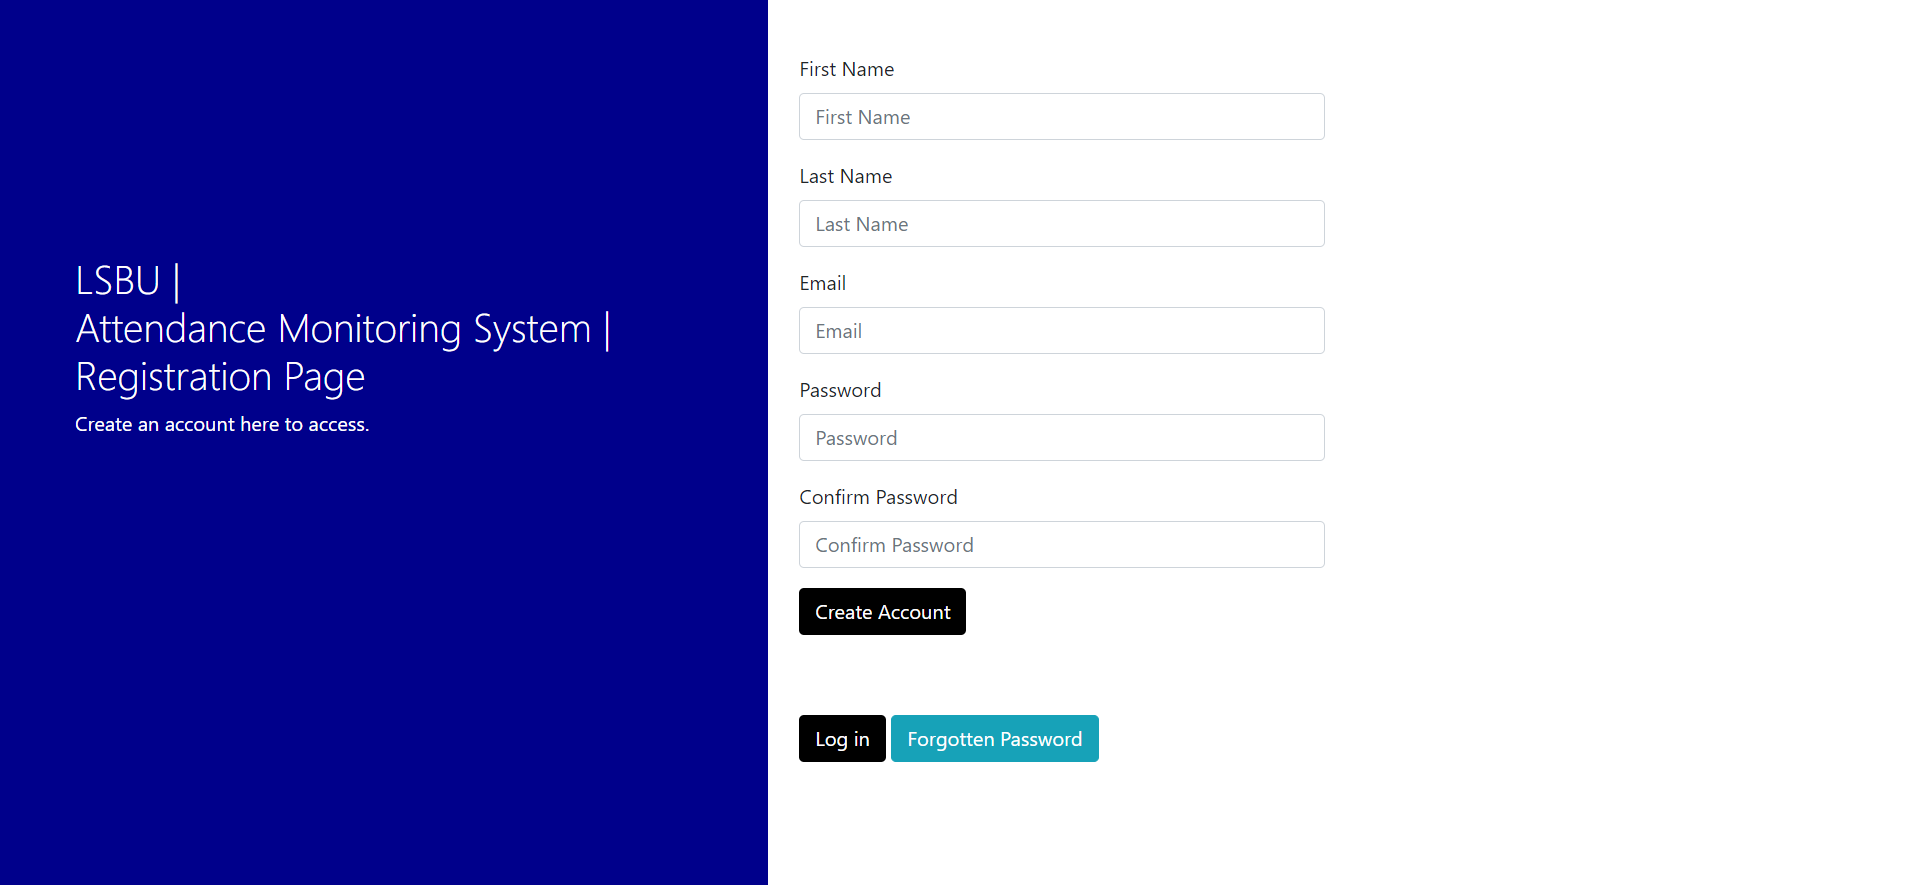 LSBU |
Attendance Monitoring System |
Registration Page
Create an account here to access.
First Name
First Name
Last Name
Last Name
Email
Email
Password
Password
Confirm Password
Confirm Password
Create Account
Log in
Forgotten Password